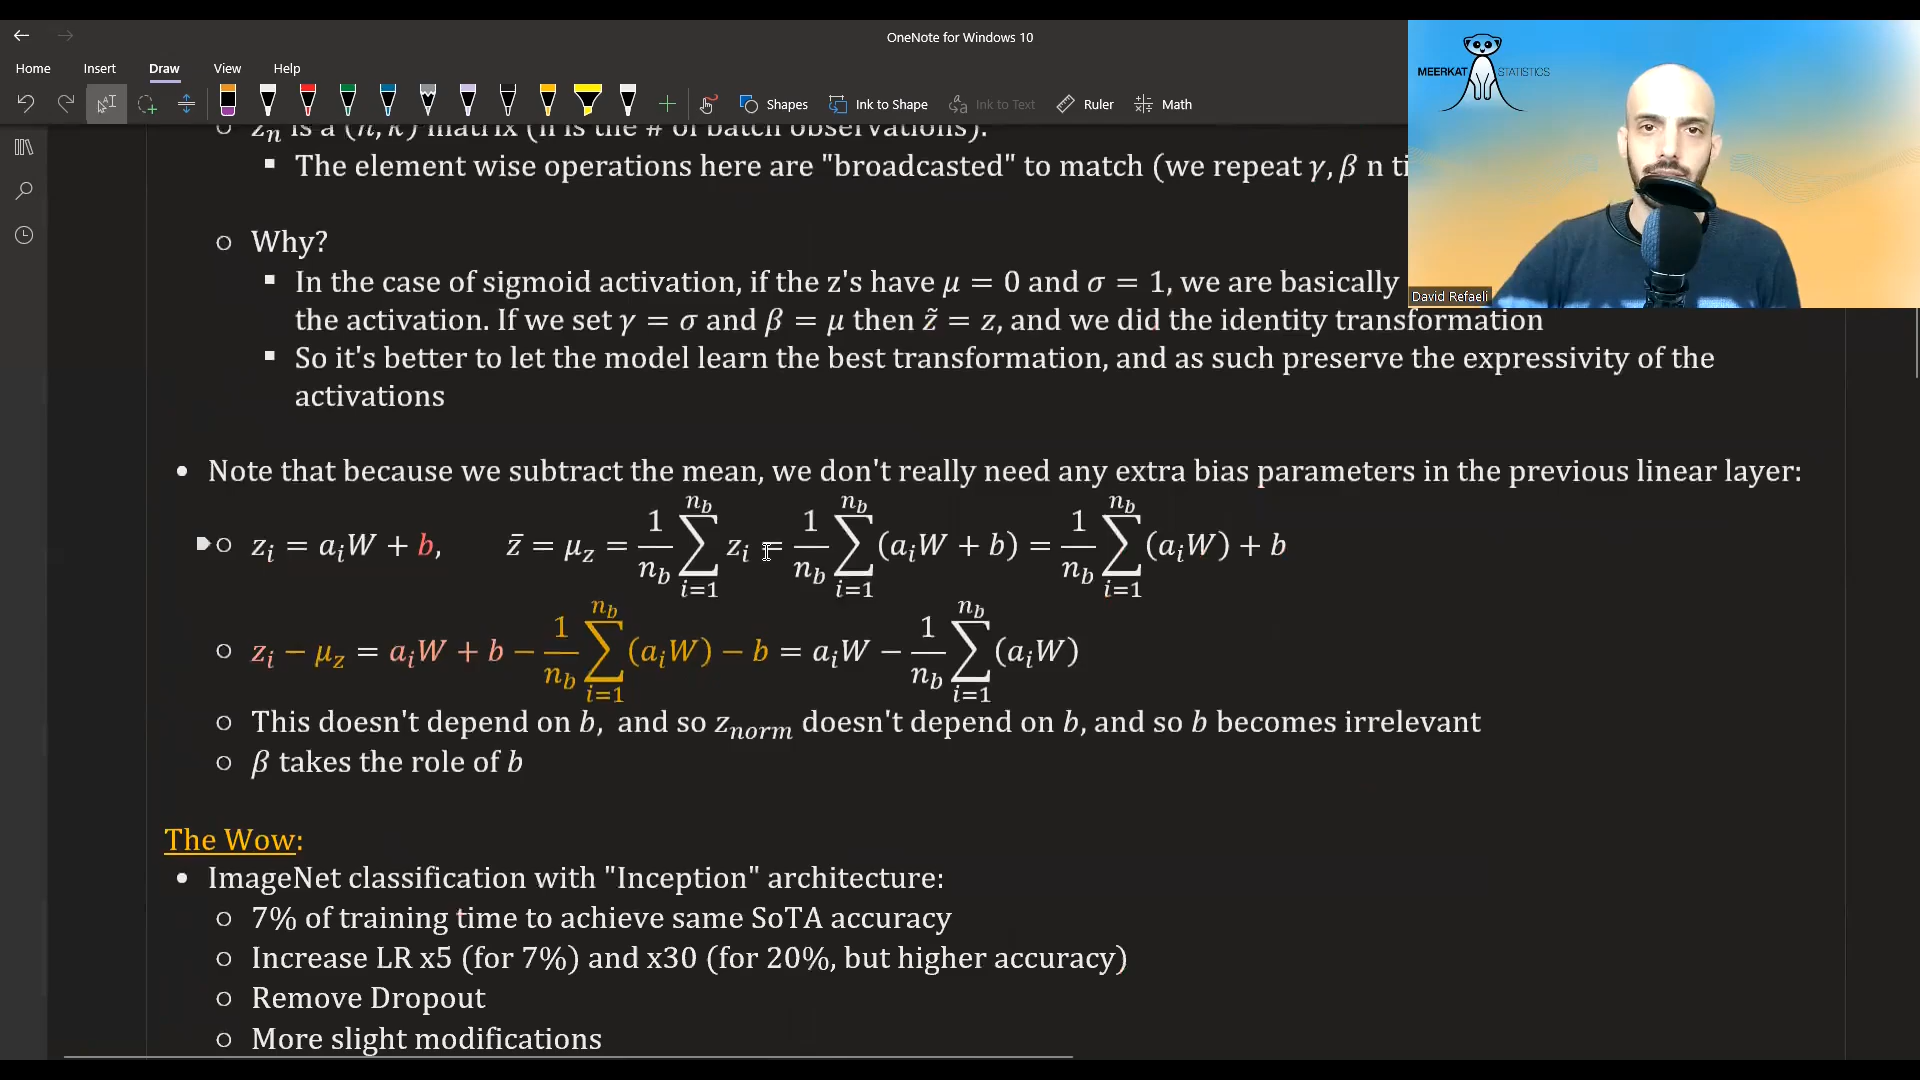 OneNote for Windows 10
Home Insert Draw View Help
Shapes Ink to Shape Ink to Text Ruler Math
MEERKAT STATISTICS
David Refaeli
○ zₙ is a (n, k) matrix (n is the # of batch observations).
▪ The element wise operations here are "broadcasted" to match (we repeat γ, β n ti
○ Why?
▪ In the case of sigmoid activation, if the z's have μ = 0 and σ = 1, we are basically
the activation. If we set γ = σ and β = μ then z̃ = z, and we did the identity transformation
▪ So it's better to let the model learn the best transformation, and as such preserve the expressivity of the
activations
• Note that because we subtract the mean, we don't really need any extra bias parameters in the previous linear layer:
○ z_i = a_iW + b, z̄ = μ_z = 1/n_b ∑_{i=1}^{n_b} z_i = 1/n_b ∑_{i=1}^{n_b} (a_iW + b) = 1/n_b ∑_{i=1}^{n_b} (a_iW) + b
○ z_i − μ_z = a_iW + b − 1/n_b ∑_{i=1}^{n_b} (a_iW) − b = a_iW − 1/n_b ∑_{i=1}^{n_b} (a_iW)
○ This doesn't depend on b, and so z_norm doesn't depend on b, and so b becomes irrelevant
○ β takes the role of b
The Wow:
• ImageNet classification with "Inception" architecture:
○ 7% of training time to achieve same SoTA accuracy
○ Increase LR x5 (for 7%) and x30 (for 20%, but higher accuracy)
○ Remove Dropout
○ More slight modifications